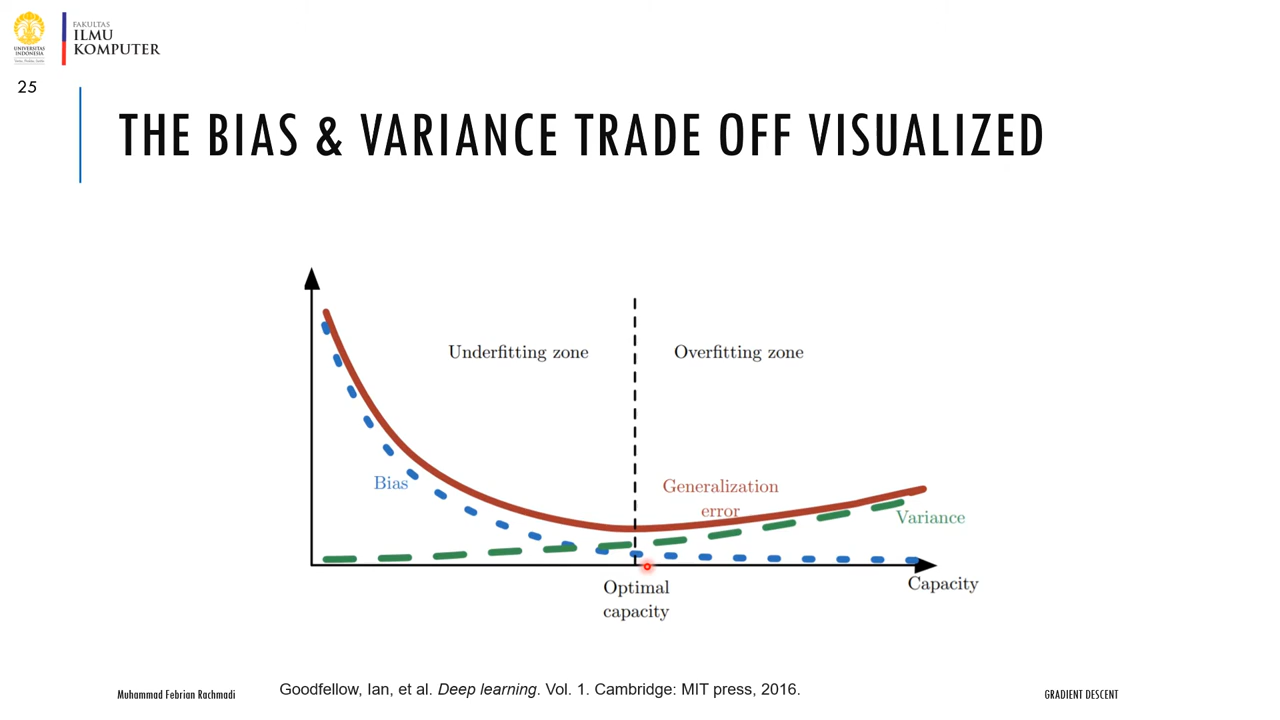 UNIVERSITAS
INDONESIA
FAKULTAS
ILMU
KOMPUTER
25
THE BIAS & VARIANCE TRADE OFF VISUALIZED
Underfitting zone
Overfitting zone
Bias
Generalization
error
Variance
Optimal
capacity
Capacity
Muhammad Febrian Rachmadi
Goodfellow, Ian, et al. Deep learning. Vol. 1. Cambridge: MIT press, 2016.
GRADIENT DESCENT